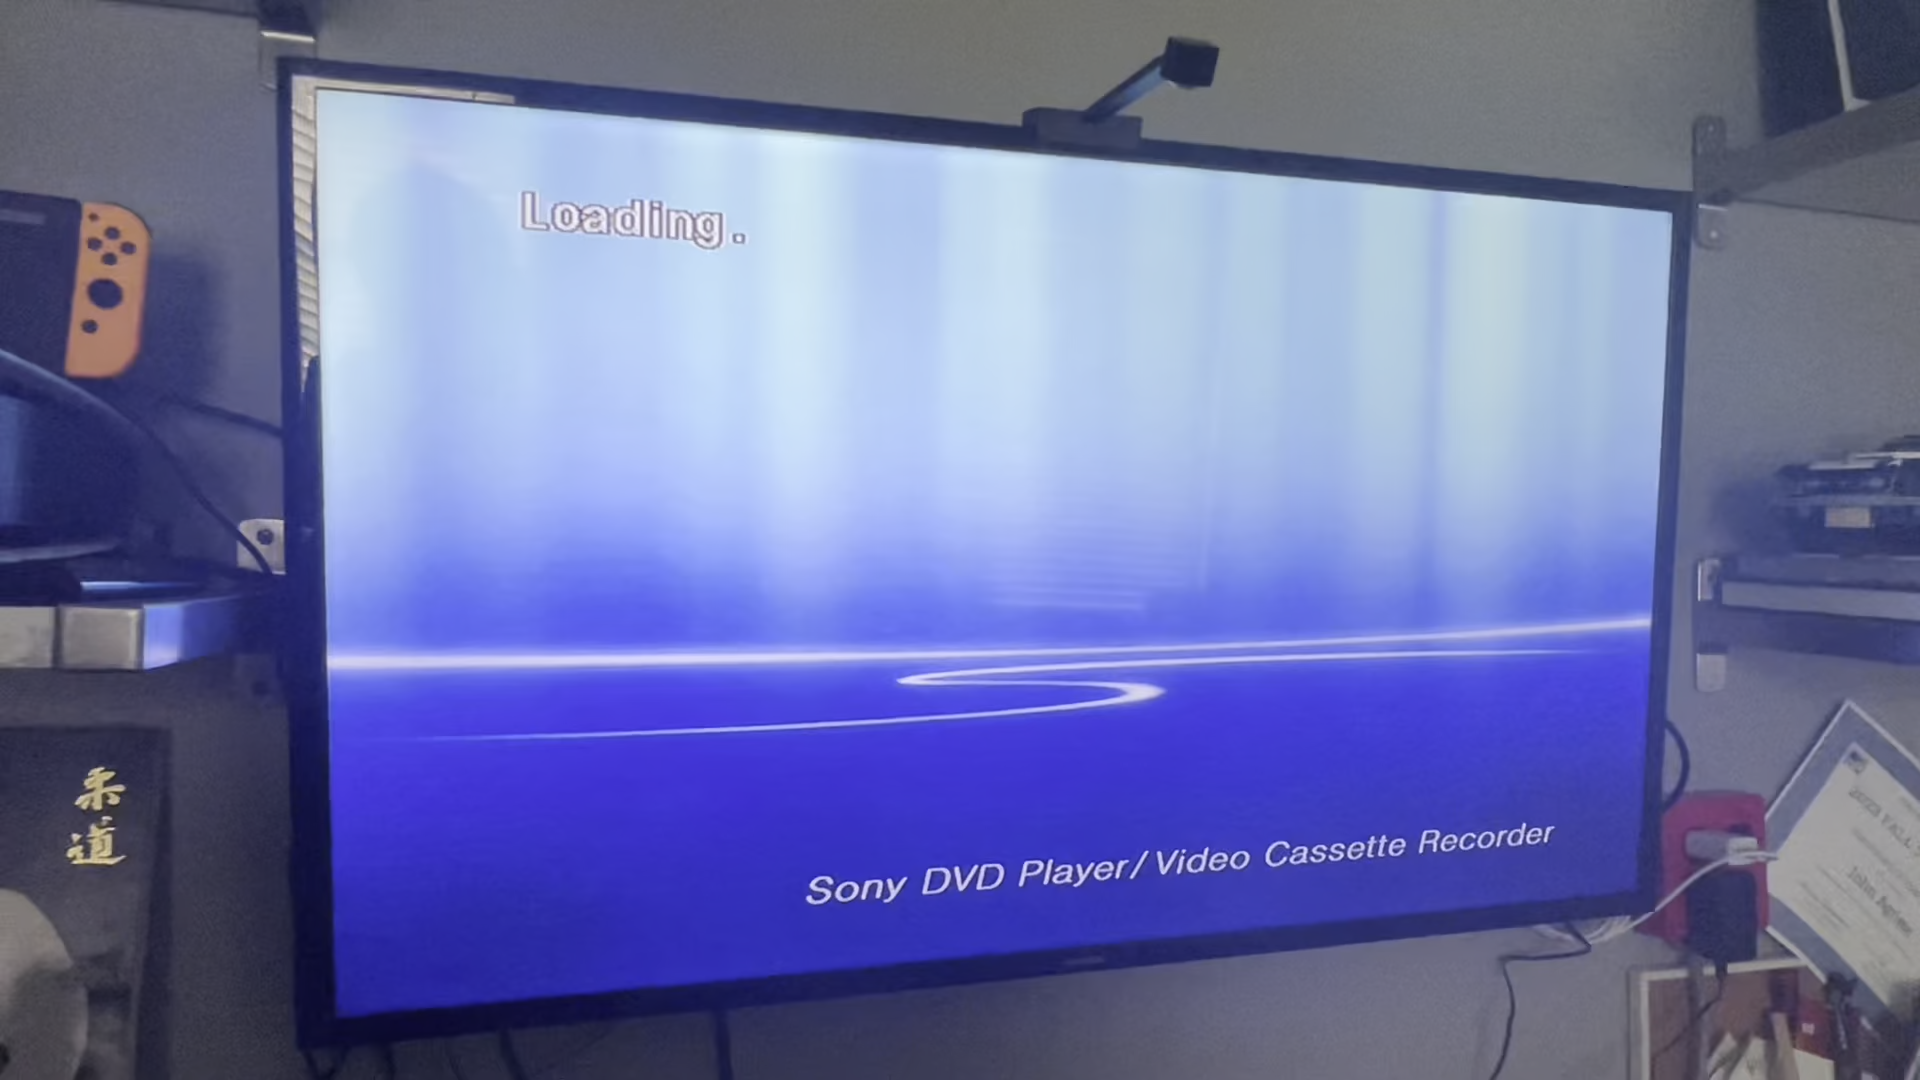 Loading.
柔
道
Sony DVD Player/Video Cassette Recorder